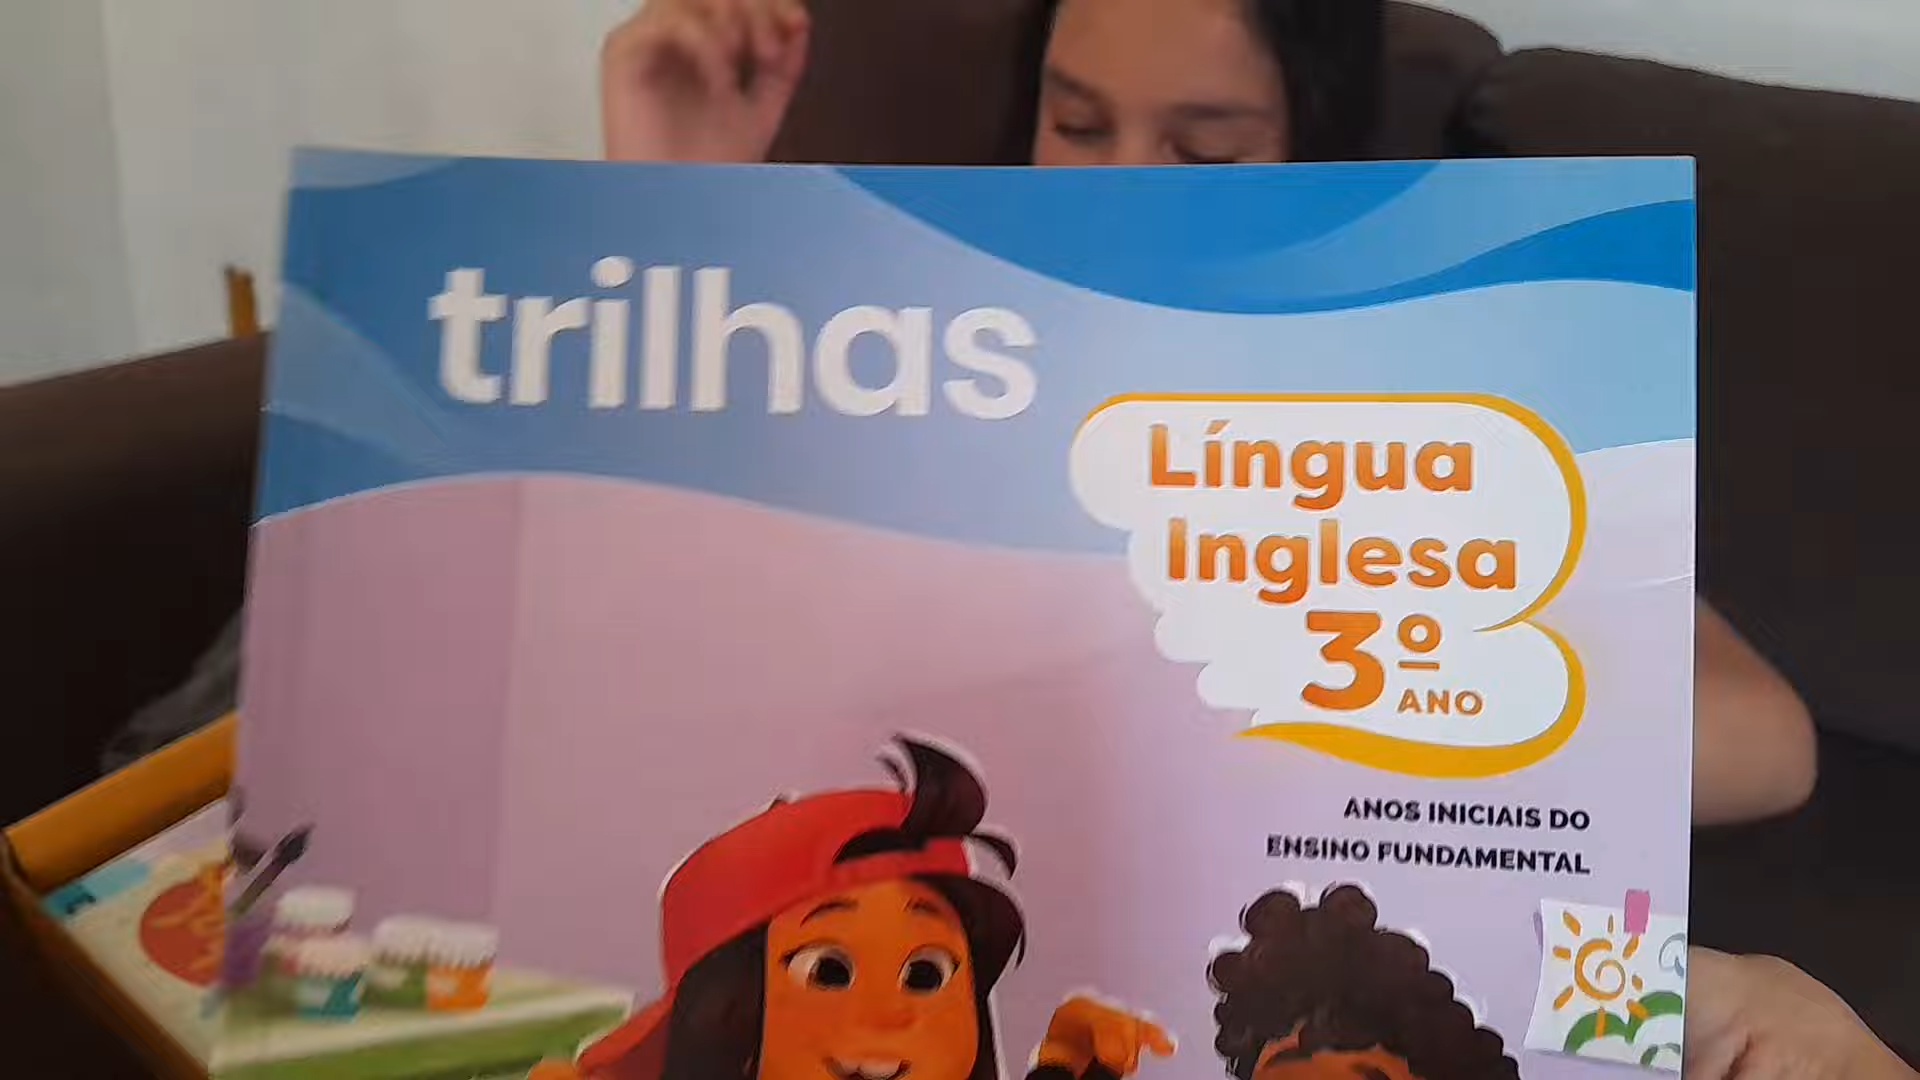 trilhas
Língua
Inglesa
3º
ANO
ANOS INICIAIS DO
ENSINO FUNDAMENTAL